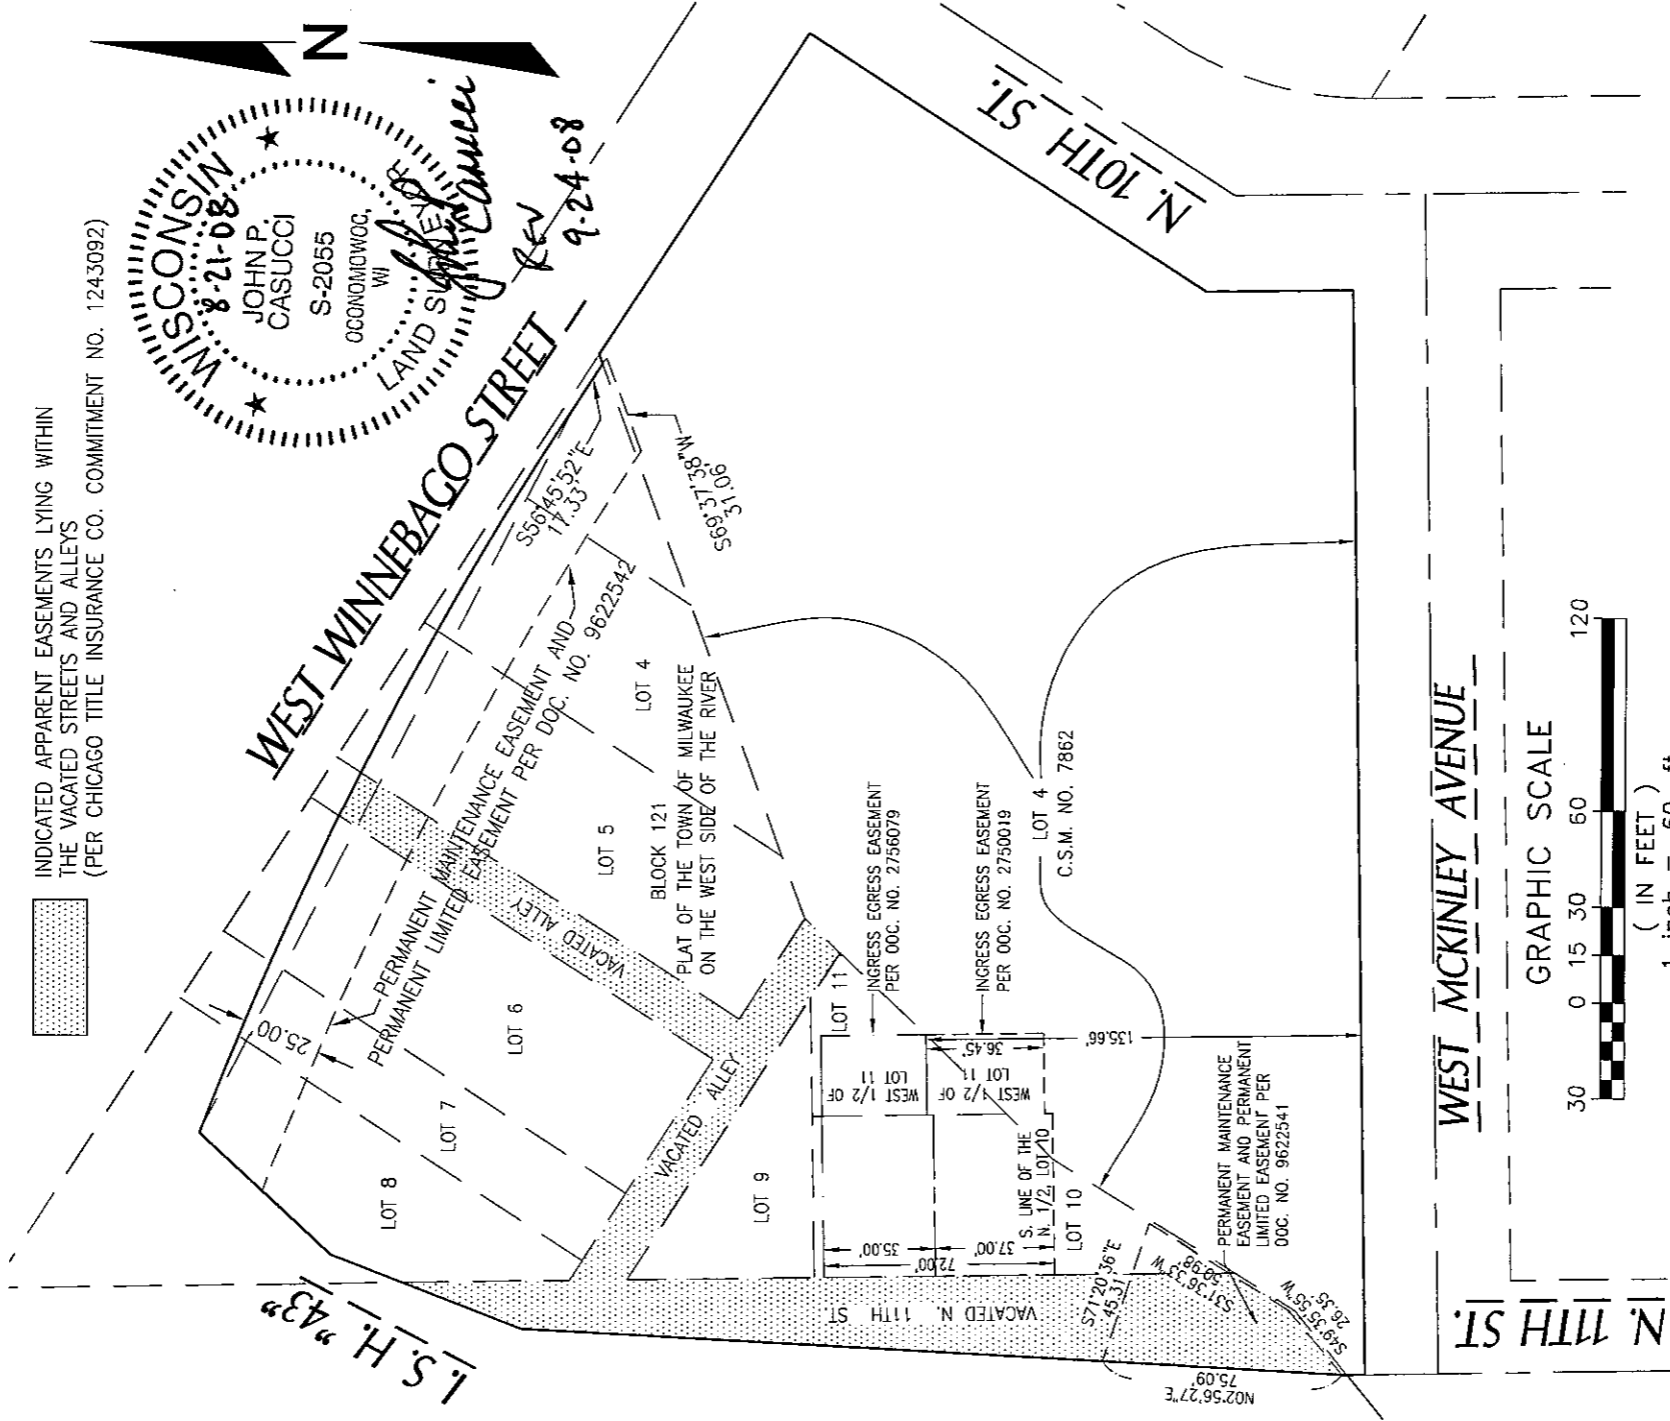 INDICATED APPARENT EASEMENTS LYING WITHIN
THE VACATED STREETS AND ALLEYS
(PER CHICAGO TITLE INSURANCE CO. COMMITMENT NO. 1243092)
N
WISCONSIN
8-21-08
JOHN P.
CASUCCI
S-2055
OCONOMOWOC,
WI
LAND SURVEYOR
John Casucci
REV
9-24-08
WEST WINNEBAGO STREET
N. 10TH ST.
I.S.H. "43"
S56°45'52"E
17.33'
S69°37'38"W
31.06'
25.00'
PERMANENT MAINTENANCE EASEMENT AND
PERMANENT LIMITED EASEMENT PER DOC. NO. 9622542
LOT 4
LOT 5
BLOCK 121
PLAT OF THE TOWN OF MILWAUKEE
ON THE WEST SIDE OF THE RIVER
VACATED ALLEY
LOT 6
LOT 7
LOT 8
VACATED ALLEY
LOT 9
LOT 11
INGRESS EGRESS EASEMENT
PER DOC. NO. 2756079
INGRESS EGRESS EASEMENT
PER DOC. NO. 2750019
LOT 4
C.S.M. NO. 7862
WEST 1/2 OF
LOT 11
WEST 1/2 OF
LOT 11
36.45'
135.66'
S. LINE OF THE
N. 1/2, LOT 10
LOT 10
35.00'
37.00'
72.00'
VACATED N. 11TH ST.
PERMANENT MAINTENANCE
EASEMENT AND PERMANENT
LIMITED EASEMENT PER
DOC. NO. 9622541
S71°20'36"E
45.31'
S31°36'33"W
50.98'
S49°35'55"W
26.35'
N02°56'27"E
75.09'
WEST MCKINLEY AVENUE
N. 11TH ST.
GRAPHIC SCALE
30 0 15 30 60 120
( IN FEET )
1 inch = 60 ft.